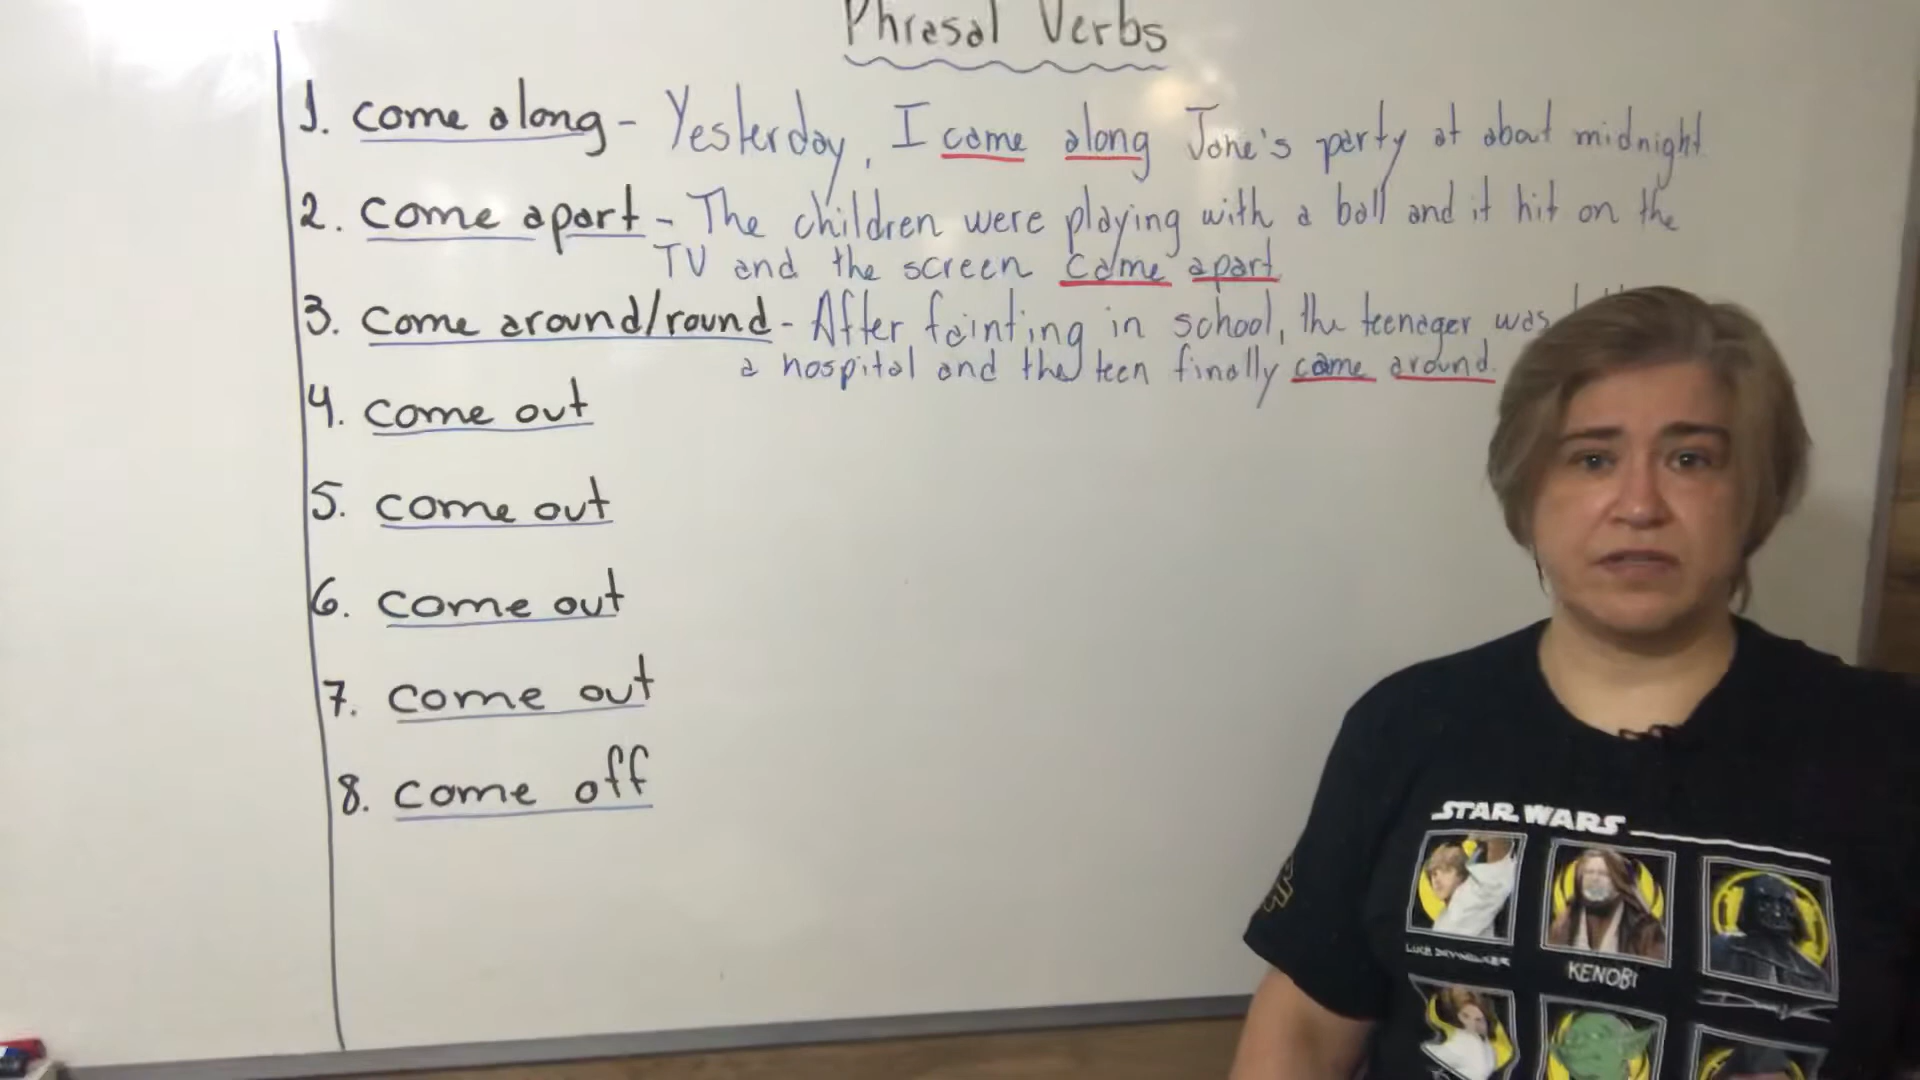 Phrasal Verbs
1. come along - Yesterday, I came along Jane's party at about midnight.
2. come apart - The children were playing with a ball and it hit on the
TV and the screen came apart.
3. come around/round - After fainting in school, the teenager was
a hospital and the teen finally came around.
4. come out
5. come out
6. come out
7. come out
8. come off
STAR WARS
LUKE SKYWALKER
KENOBI